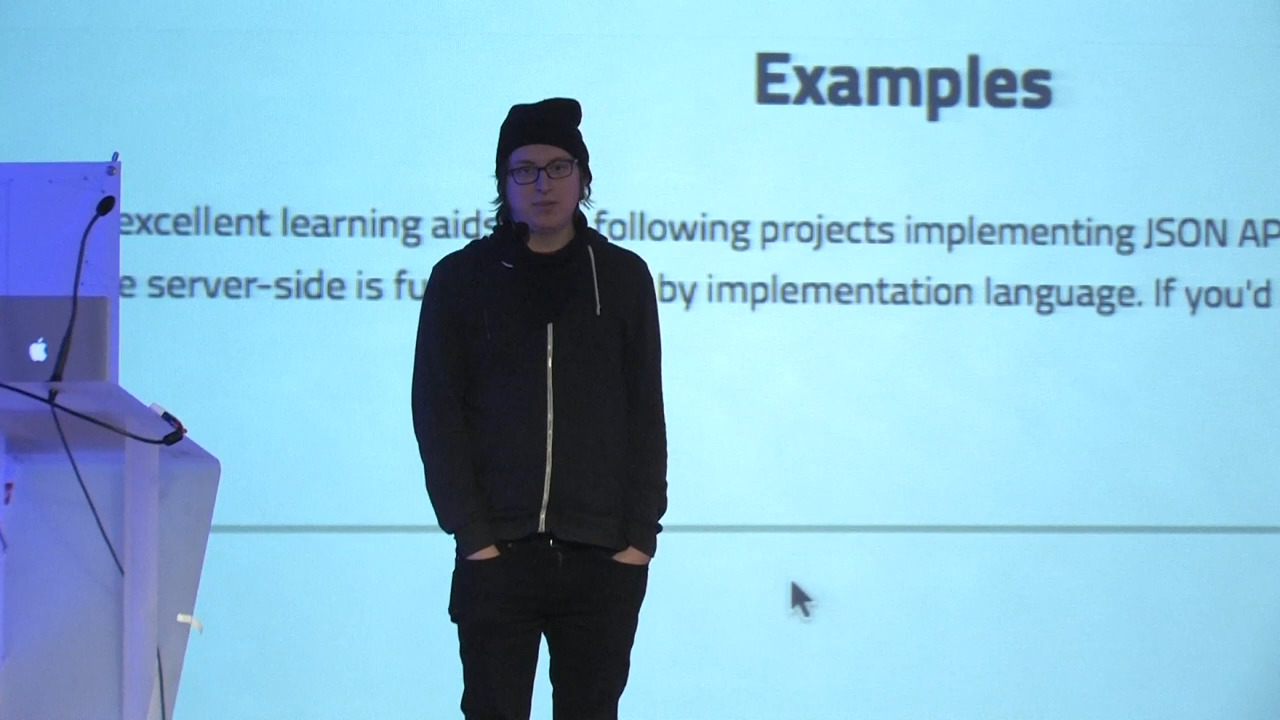 Examples
excellent learning aids following projects implementing JSON AP
e server-side is fu by implementation language. If you'd